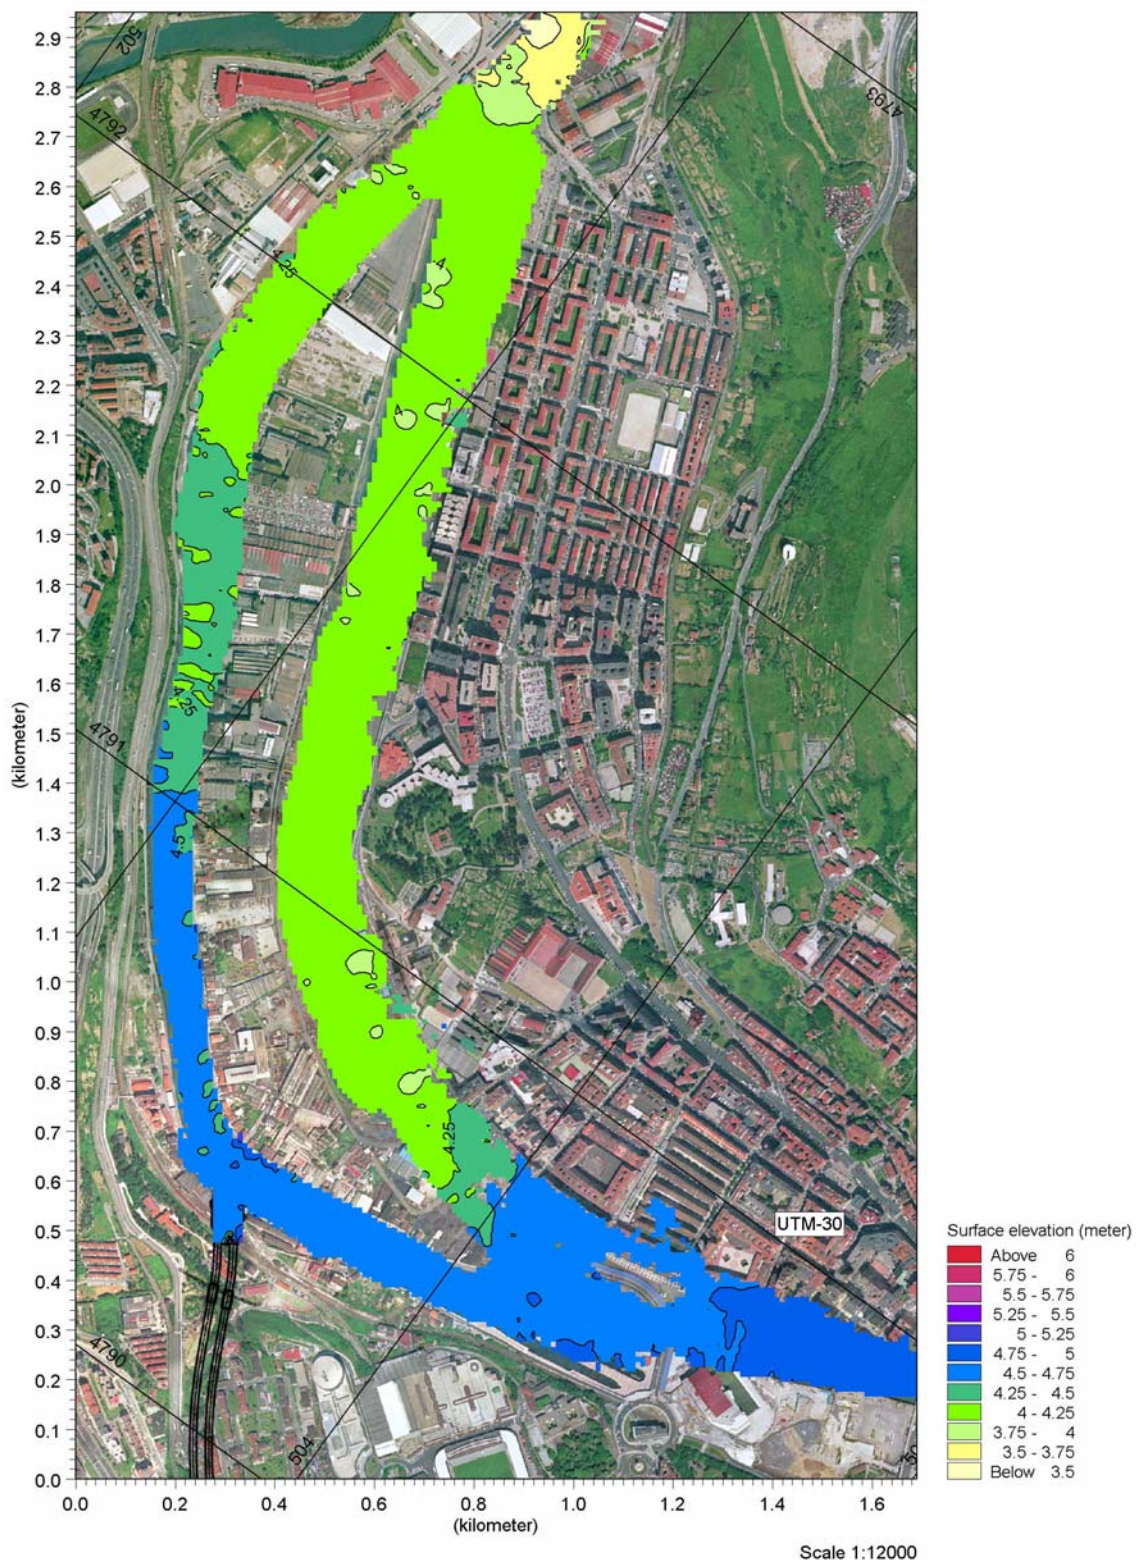 2.9
2.8
2.7
2.6
2.5
2.4
2.3
2.2
2.1
2.0
1.9
1.8
1.7
1.6
1.5
1.4
1.3
1.2
1.1
1.0
0.9
0.8
0.7
0.6
0.5
0.4
0.3
0.2
0.1
0.0
(kilometer)
502
4792
4793
4.25
4
4
4.25
4791
4.5
4.25
UTM-30
4790
504
0.0 0.2 0.4 0.6 0.8 1.0 1.2 1.4 1.6
(kilometer)
Surface elevation (meter)
Above 6
5.75 - 6
5.5 - 5.75
5.25 - 5.5
5 - 5.25
4.75 - 5
4.5 - 4.75
4.25 - 4.5
4 - 4.25
3.75 - 4
3.5 - 3.75
Below 3.5
Scale 1:12000